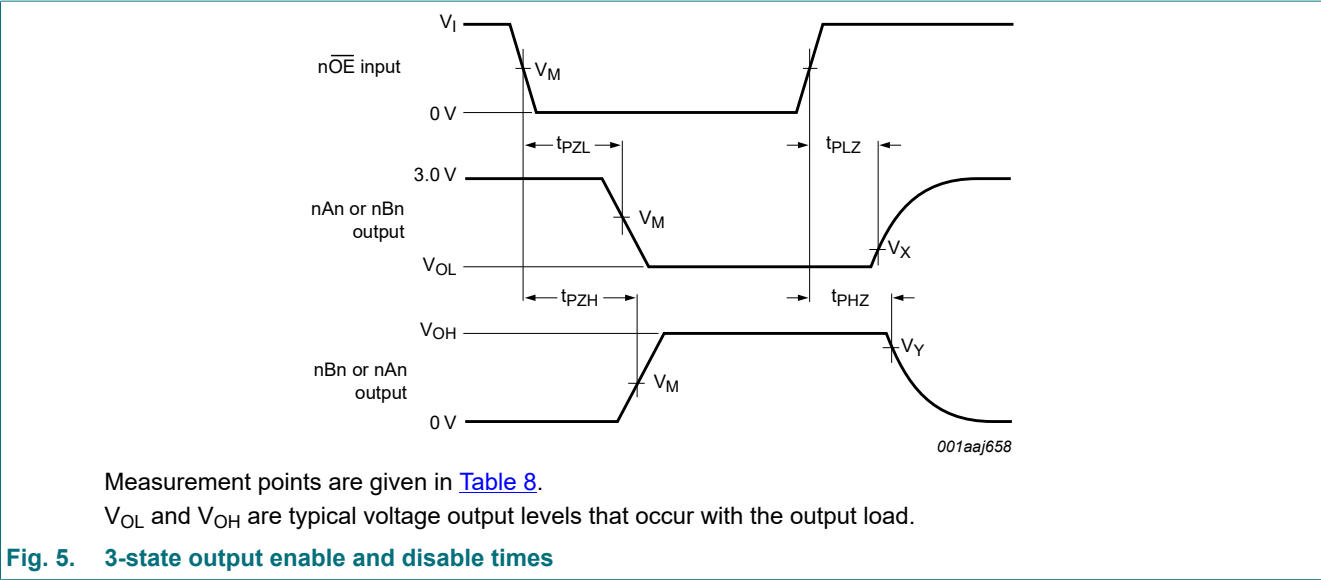 VI
nOE input
VM
0 V
tPZL
tPLZ
3.0 V
nAn or nBn
output
VM
VX
VOL
tPZH
tPHZ
VOH
VY
nBn or nAn
output
VM
0 V
001aaj658
Measurement points are given in Table 8.
VOL and VOH are typical voltage output levels that occur with the output load.
Fig. 5. 3-state output enable and disable times